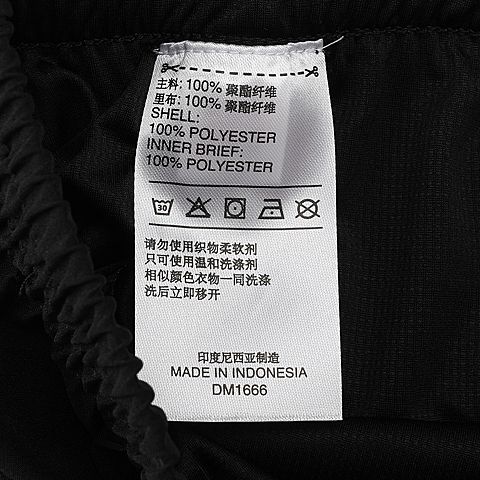 主料: 100% 聚酯纤维
里布: 100% 聚酯纤维
SHELL:
100% POLYESTER
INNER BRIEF:
100% POLYESTER
30
请勿使用织物柔软剂
只可使用温和洗涤剂
相似颜色衣物一同洗涤
洗后立即移开
印度尼西亚制造
MADE IN INDONESIA
DM1666